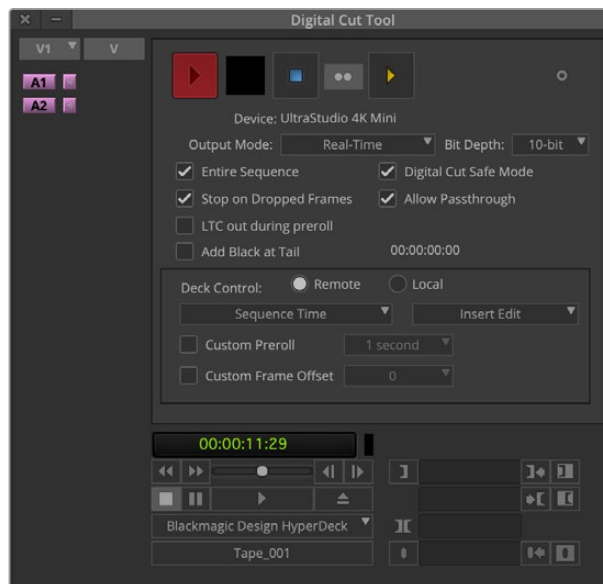 Digital Cut Tool
V1 V
A1
A2
Device: UltraStudio 4K Mini
Output Mode: Real-Time Bit Depth: 10-bit
Entire Sequence Digital Cut Safe Mode
Stop on Dropped Frames Allow Passthrough
LTC out during preroll
Add Black at Tail 00:00:00:00
Deck Control: Remote Local
Sequence Time Insert Edit
Custom Preroll 1 second
Custom Frame Offset 0
00:00:11:29
Blackmagic Design HyperDeck
Tape_001